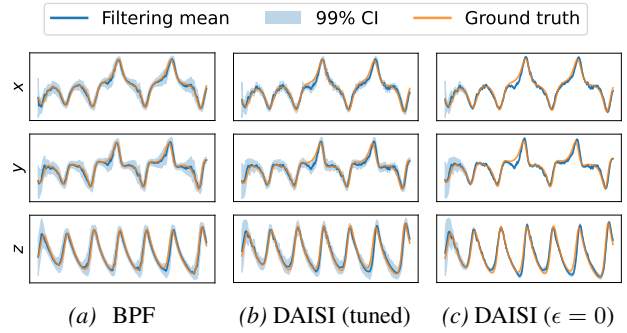 Filtering mean 99% CI Ground truth
x
y
z
(a) BPF (b) DAISI (tuned) (c) DAISI (ϵ = 0)